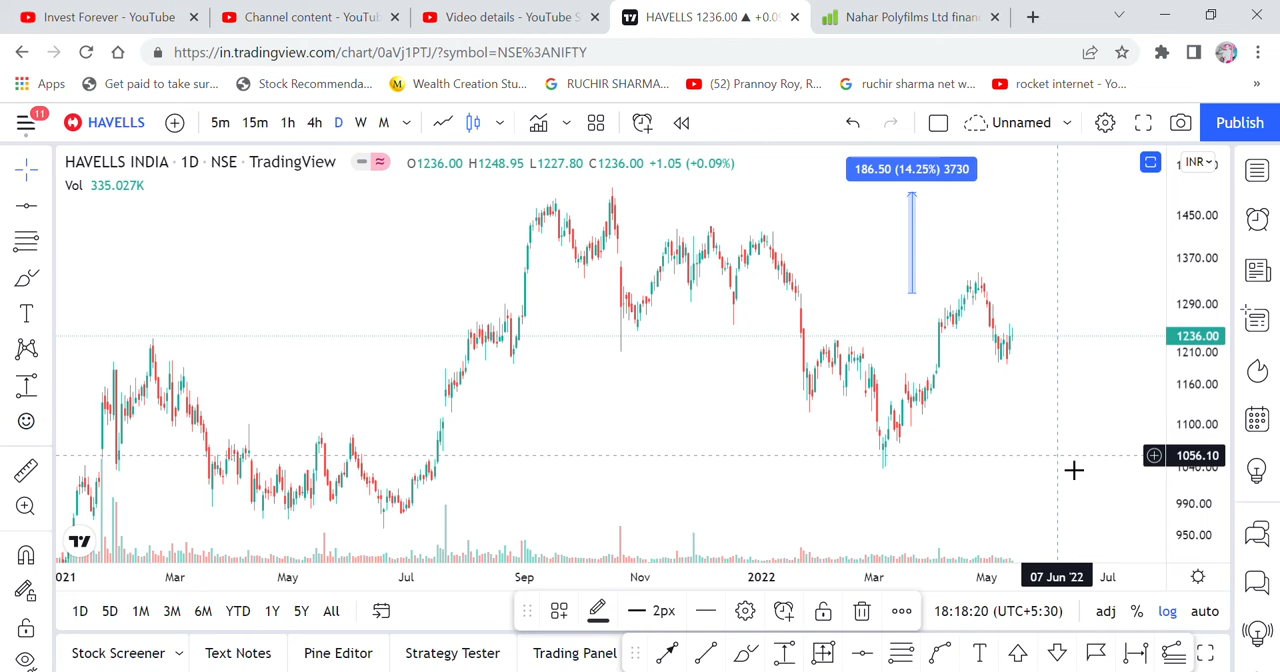 Invest Forever - YouTube
Channel content - YouTu
Video details - YouTube S
HAVELLS 1236.00 ▲ +0.0
Nahar Polyfilms Ltd finan
https://in.tradingview.com/chart/0aVj1PTJ/?symbol=NSE%3ANIFTY
Apps
Get paid to take sur...
Stock Recommenda...
Wealth Creation Stu...
RUCHIR SHARMA...
(52) Prannoy Roy, R...
ruchir sharma net w...
rocket internet - Yo...
»
11
HAVELLS
5m 15m 1h 4h D W M
Unnamed
Publish
HAVELLS INDIA · 1D · NSE · TradingView
O1236.00 H1248.95 L1227.80 C1236.00 +1.05 (+0.09%)
Vol 335.027K
186.50 (14.25%) 3730
INR
1450.00
1370.00
1290.00
1236.00
1210.00
1160.00
1100.00
1056.10
1040.00
990.00
950.00
021 Mar May Jul Sep Nov 2022 Mar May 07 Jun '22 Jul
1D 5D 1M 3M 6M YTD 1Y 5Y All
2px
18:18:20 (UTC+5:30)
adj % log auto
Stock Screener
Text Notes
Pine Editor
Strategy Tester
Trading Panel